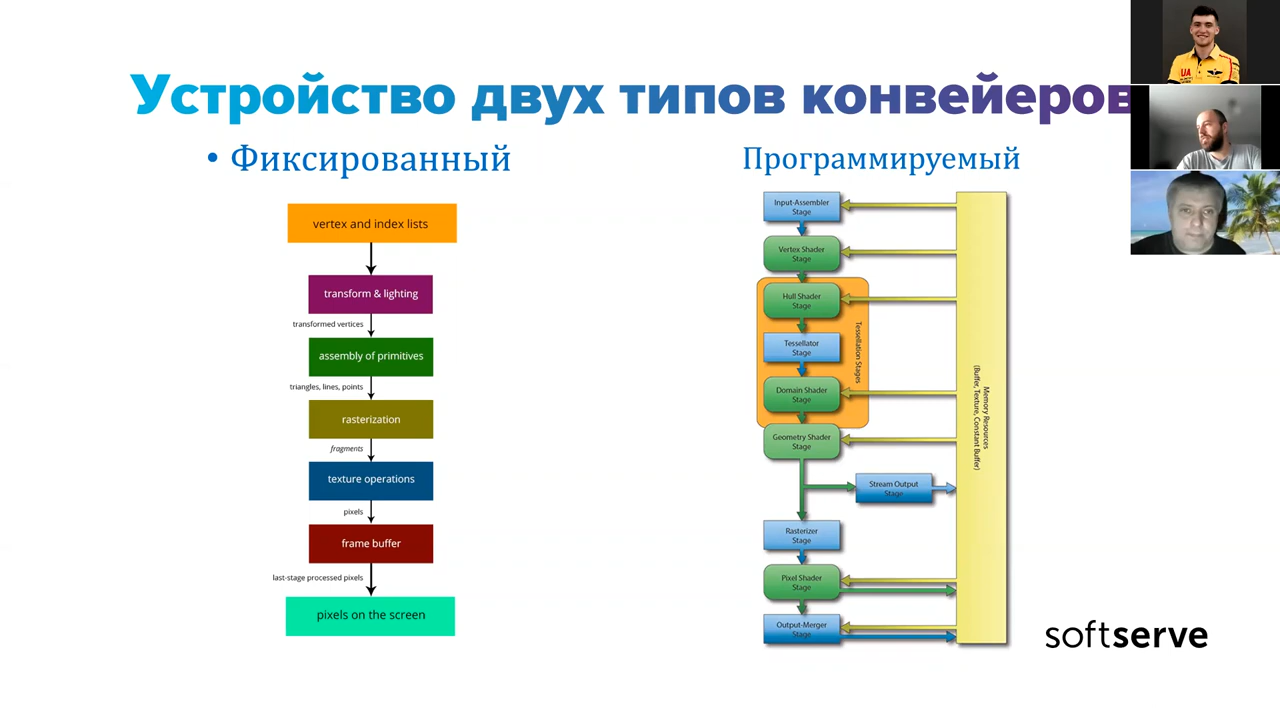 Устройство двух типов конвейеров
• Фиксированный
vertex and index lists
transform & lighting
transformed vertices
assembly of primitives
triangles, lines, points
rasterization
fragments
texture operations
pixels
frame buffer
last-stage processed pixels
pixels on the screen
Программируемый
Input-Assembler
Stage
Vertex Shader
Stage
Hull Shader
Stage
Tessellator
Stage
Domain Shader
Stage
Tessellation Stages
Geometry Shader
Stage
Stream Output
Stage
Rasterizer
Stage
Pixel Shader
Stage
Output-Merger
Stage
Memory Resources
(Buffer, Texture, Constant Buffer)
softserve
UA